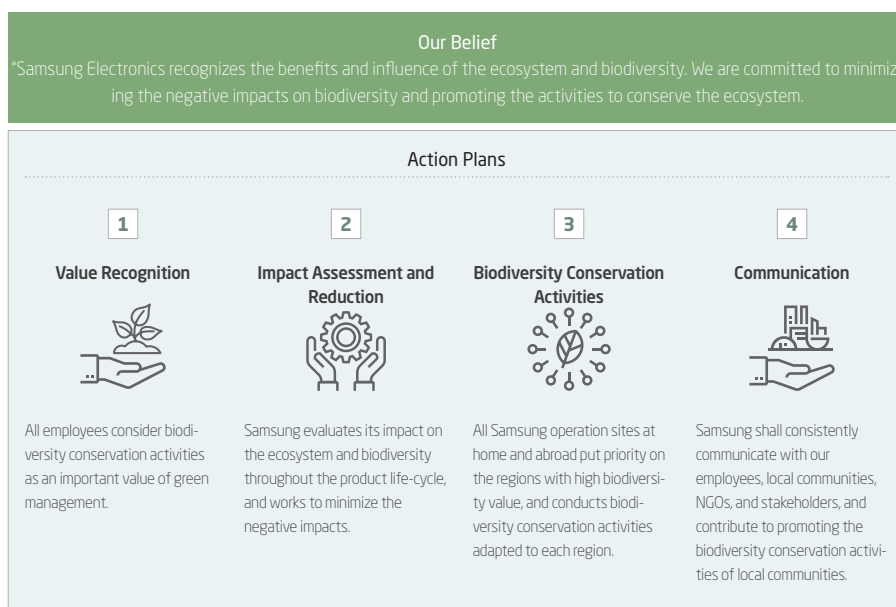 Our Belief
"Samsung Electronics recognizes the benefits and influence of the ecosystem and biodiversity. We are committed to minimiz
ing the negative impacts on biodiversity and promoting the activities to conserve the ecosystem.
Action Plans
1
Value Recognition
All employees consider biodi-
versity conservation activities
as an important value of green
management.
2
Impact Assessment and
Reduction
Samsung evaluates its impact on
the ecosystem and biodiversity
throughout the product life-cycle,
and works to minimize the
negative impacts.
3
Biodiversity Conservation
Activities
All Samsung operation sites at
home and abroad put priority on
the regions with high biodiversi-
ty value, and conducts biodi-
versity conservation activities
adapted to each region.
4
Communication
Samsung shall consistently
communicate with our
employees, local communities,
NGOs, and stakeholders, and
contribute to promoting the
biodiversity conservation activi-
ties of local communities.